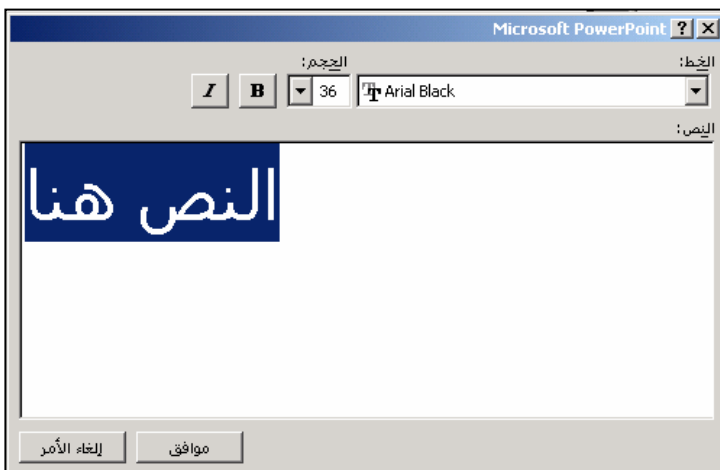 Microsoft PowerPoint
الخط: الحجم:
Arial Black 36 B I
النص:
النص هنا
موافق إلغاء الأمر